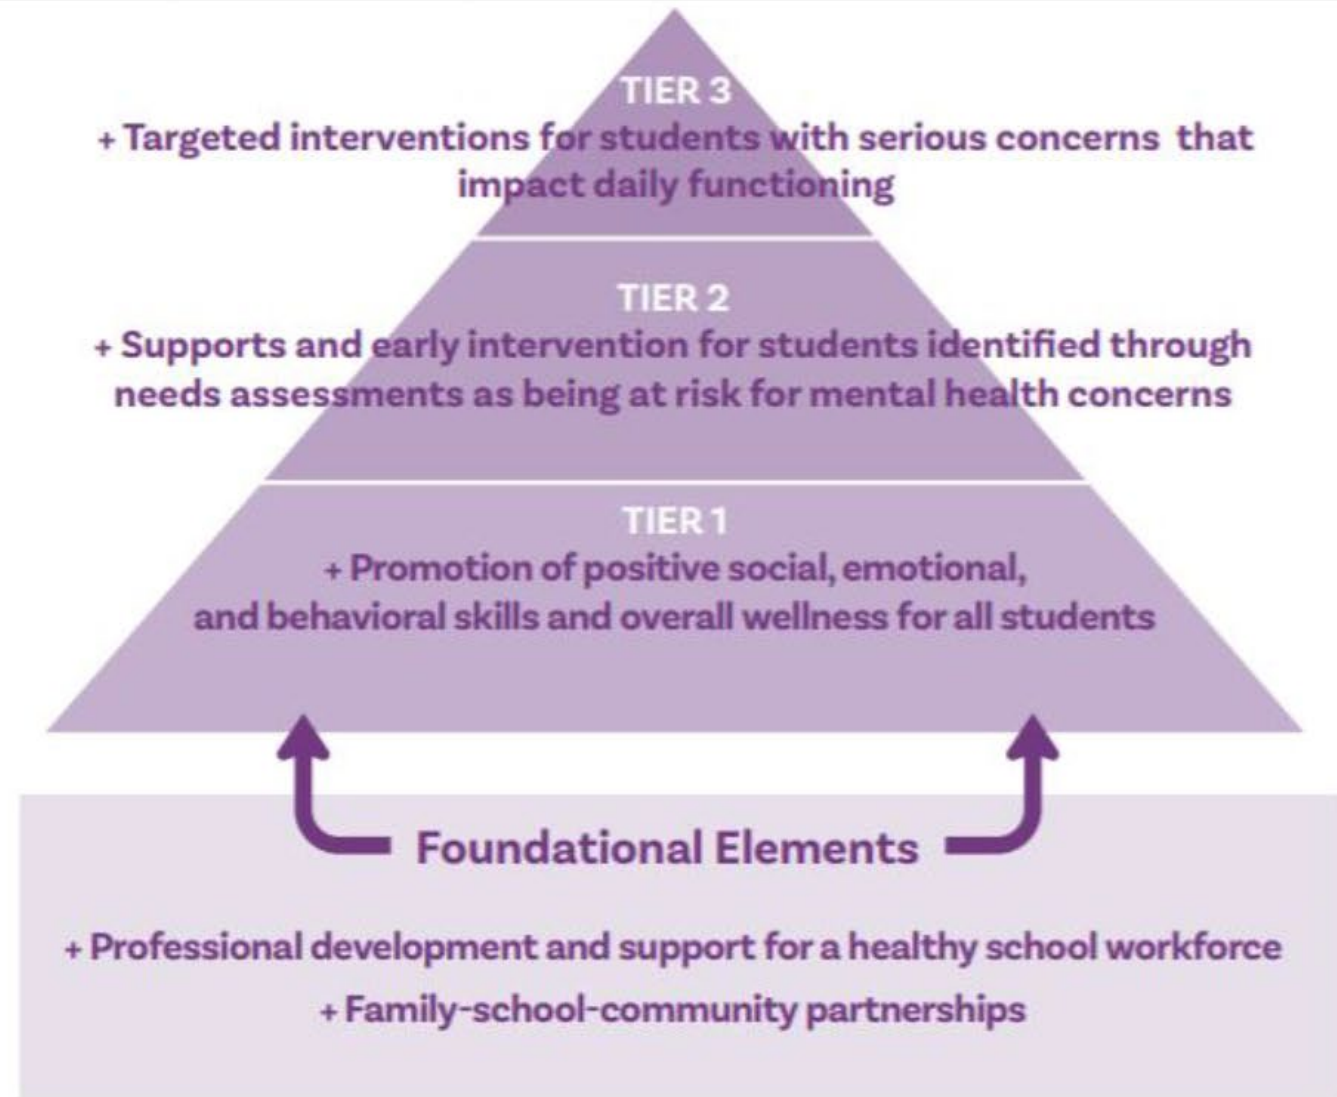 TIER 3
+ Targeted interventions for students with serious concerns that
impact daily functioning
TIER 2
+ Supports and early intervention for students identified through
needs assessments as being at risk for mental health concerns
TIER 1
+ Promotion of positive social, emotional,
and behavioral skills and overall wellness for all students
Foundational Elements
+ Professional development and support for a healthy school workforce
+ Family-school-community partnerships